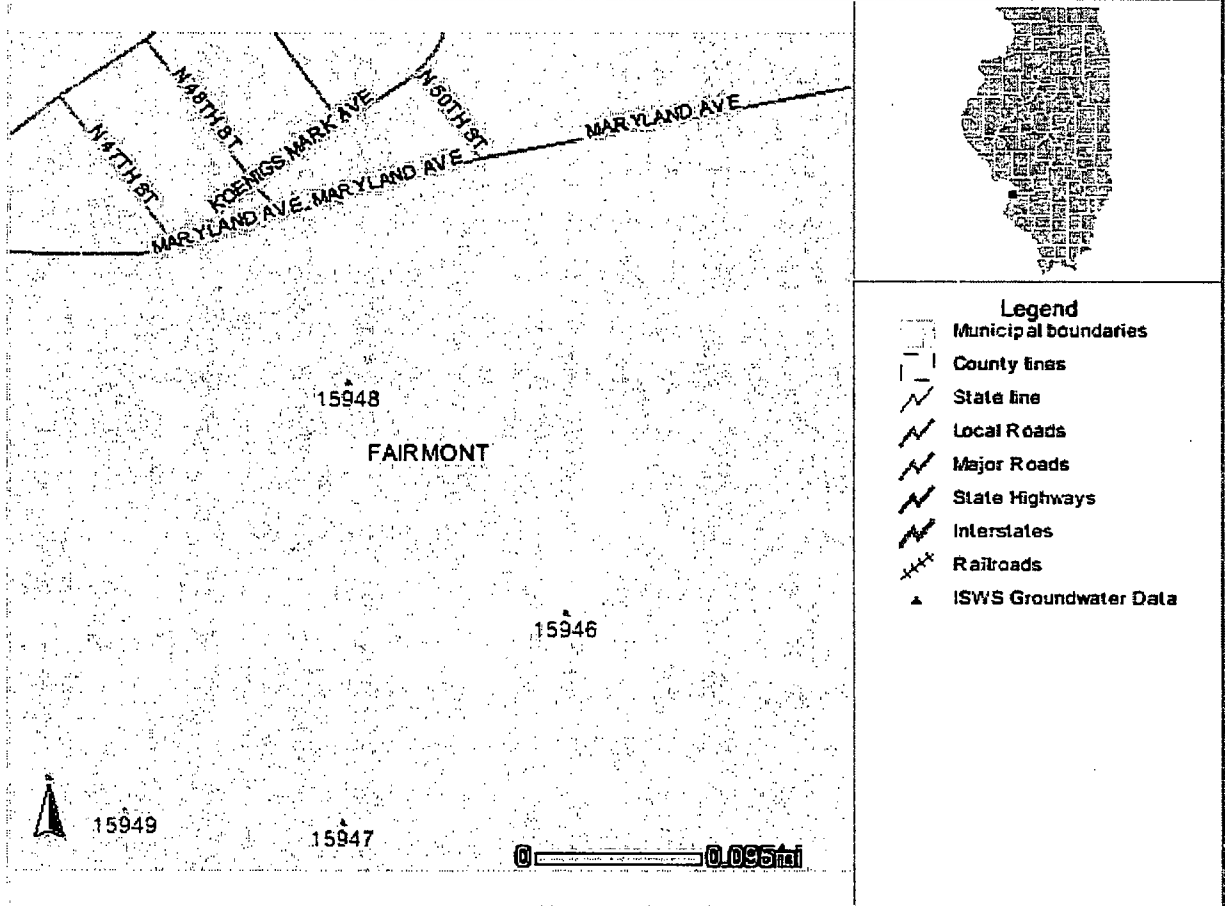 N 48TH ST.
N 47TH ST.
KOENIGS MARK AVE
N 50TH ST.
MARYLAND AVE
MARYLAND AVE
MARYLAND AVE
MARYLAND AVE
15948
FAIRMONT
15946
15949
15947
0 0.095mi
Legend
Municipal boundaries
County lines
State line
Local Roads
Major Roads
State Highways
Interstates
Railroads
ISWS Groundwater Data